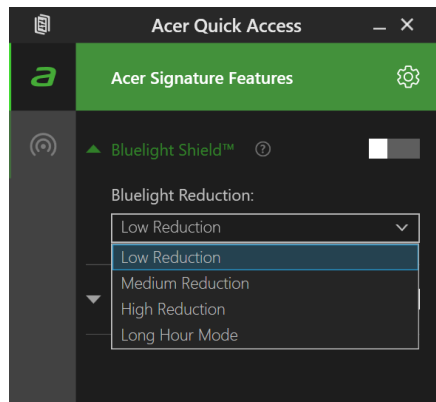 Acer Quick Access
Acer Signature Features
Bluelight Shield™ ?
Bluelight Reduction:
Low Reduction
Low Reduction
Medium Reduction
High Reduction
Long Hour Mode